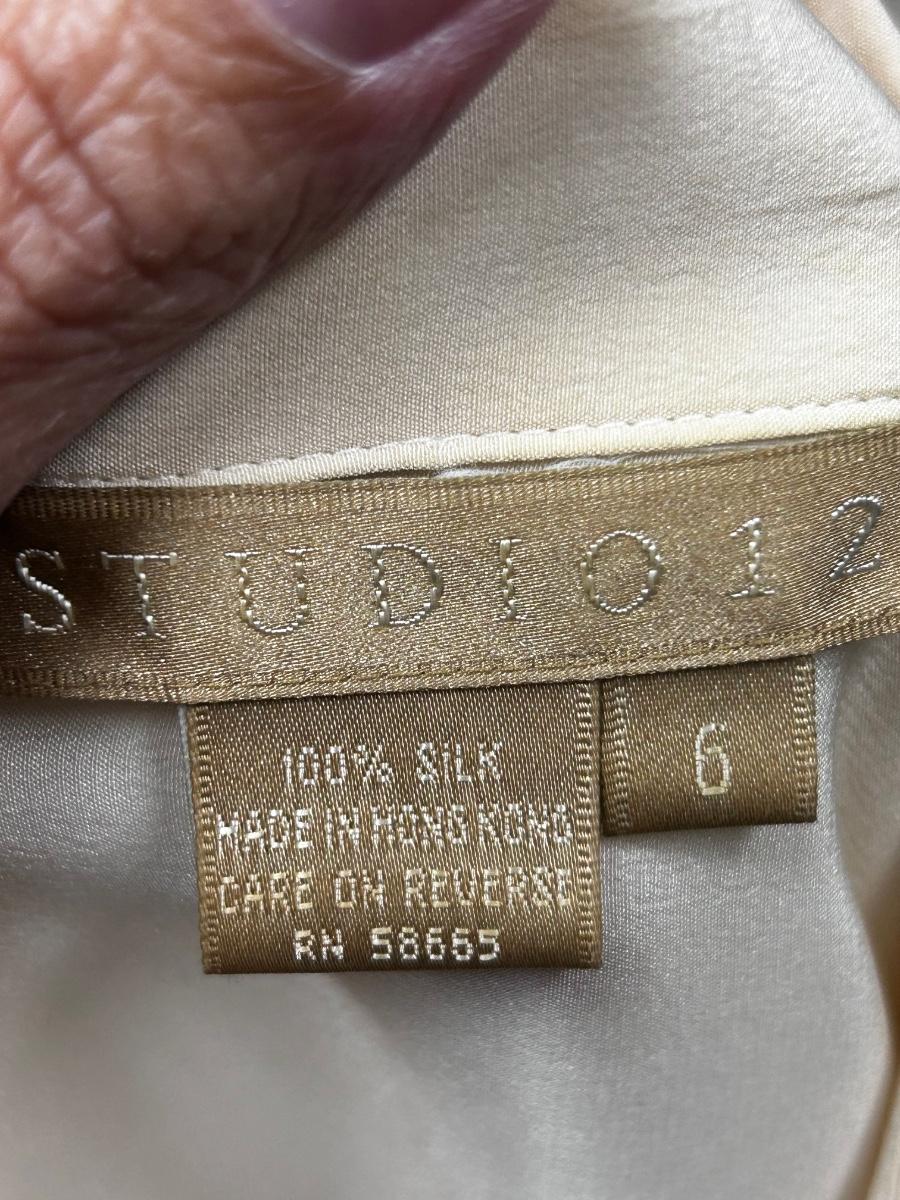 STUDIO 12
100% SILK
MADE IN HONG KONG
CARE ON REVERSE
RN 58665
6